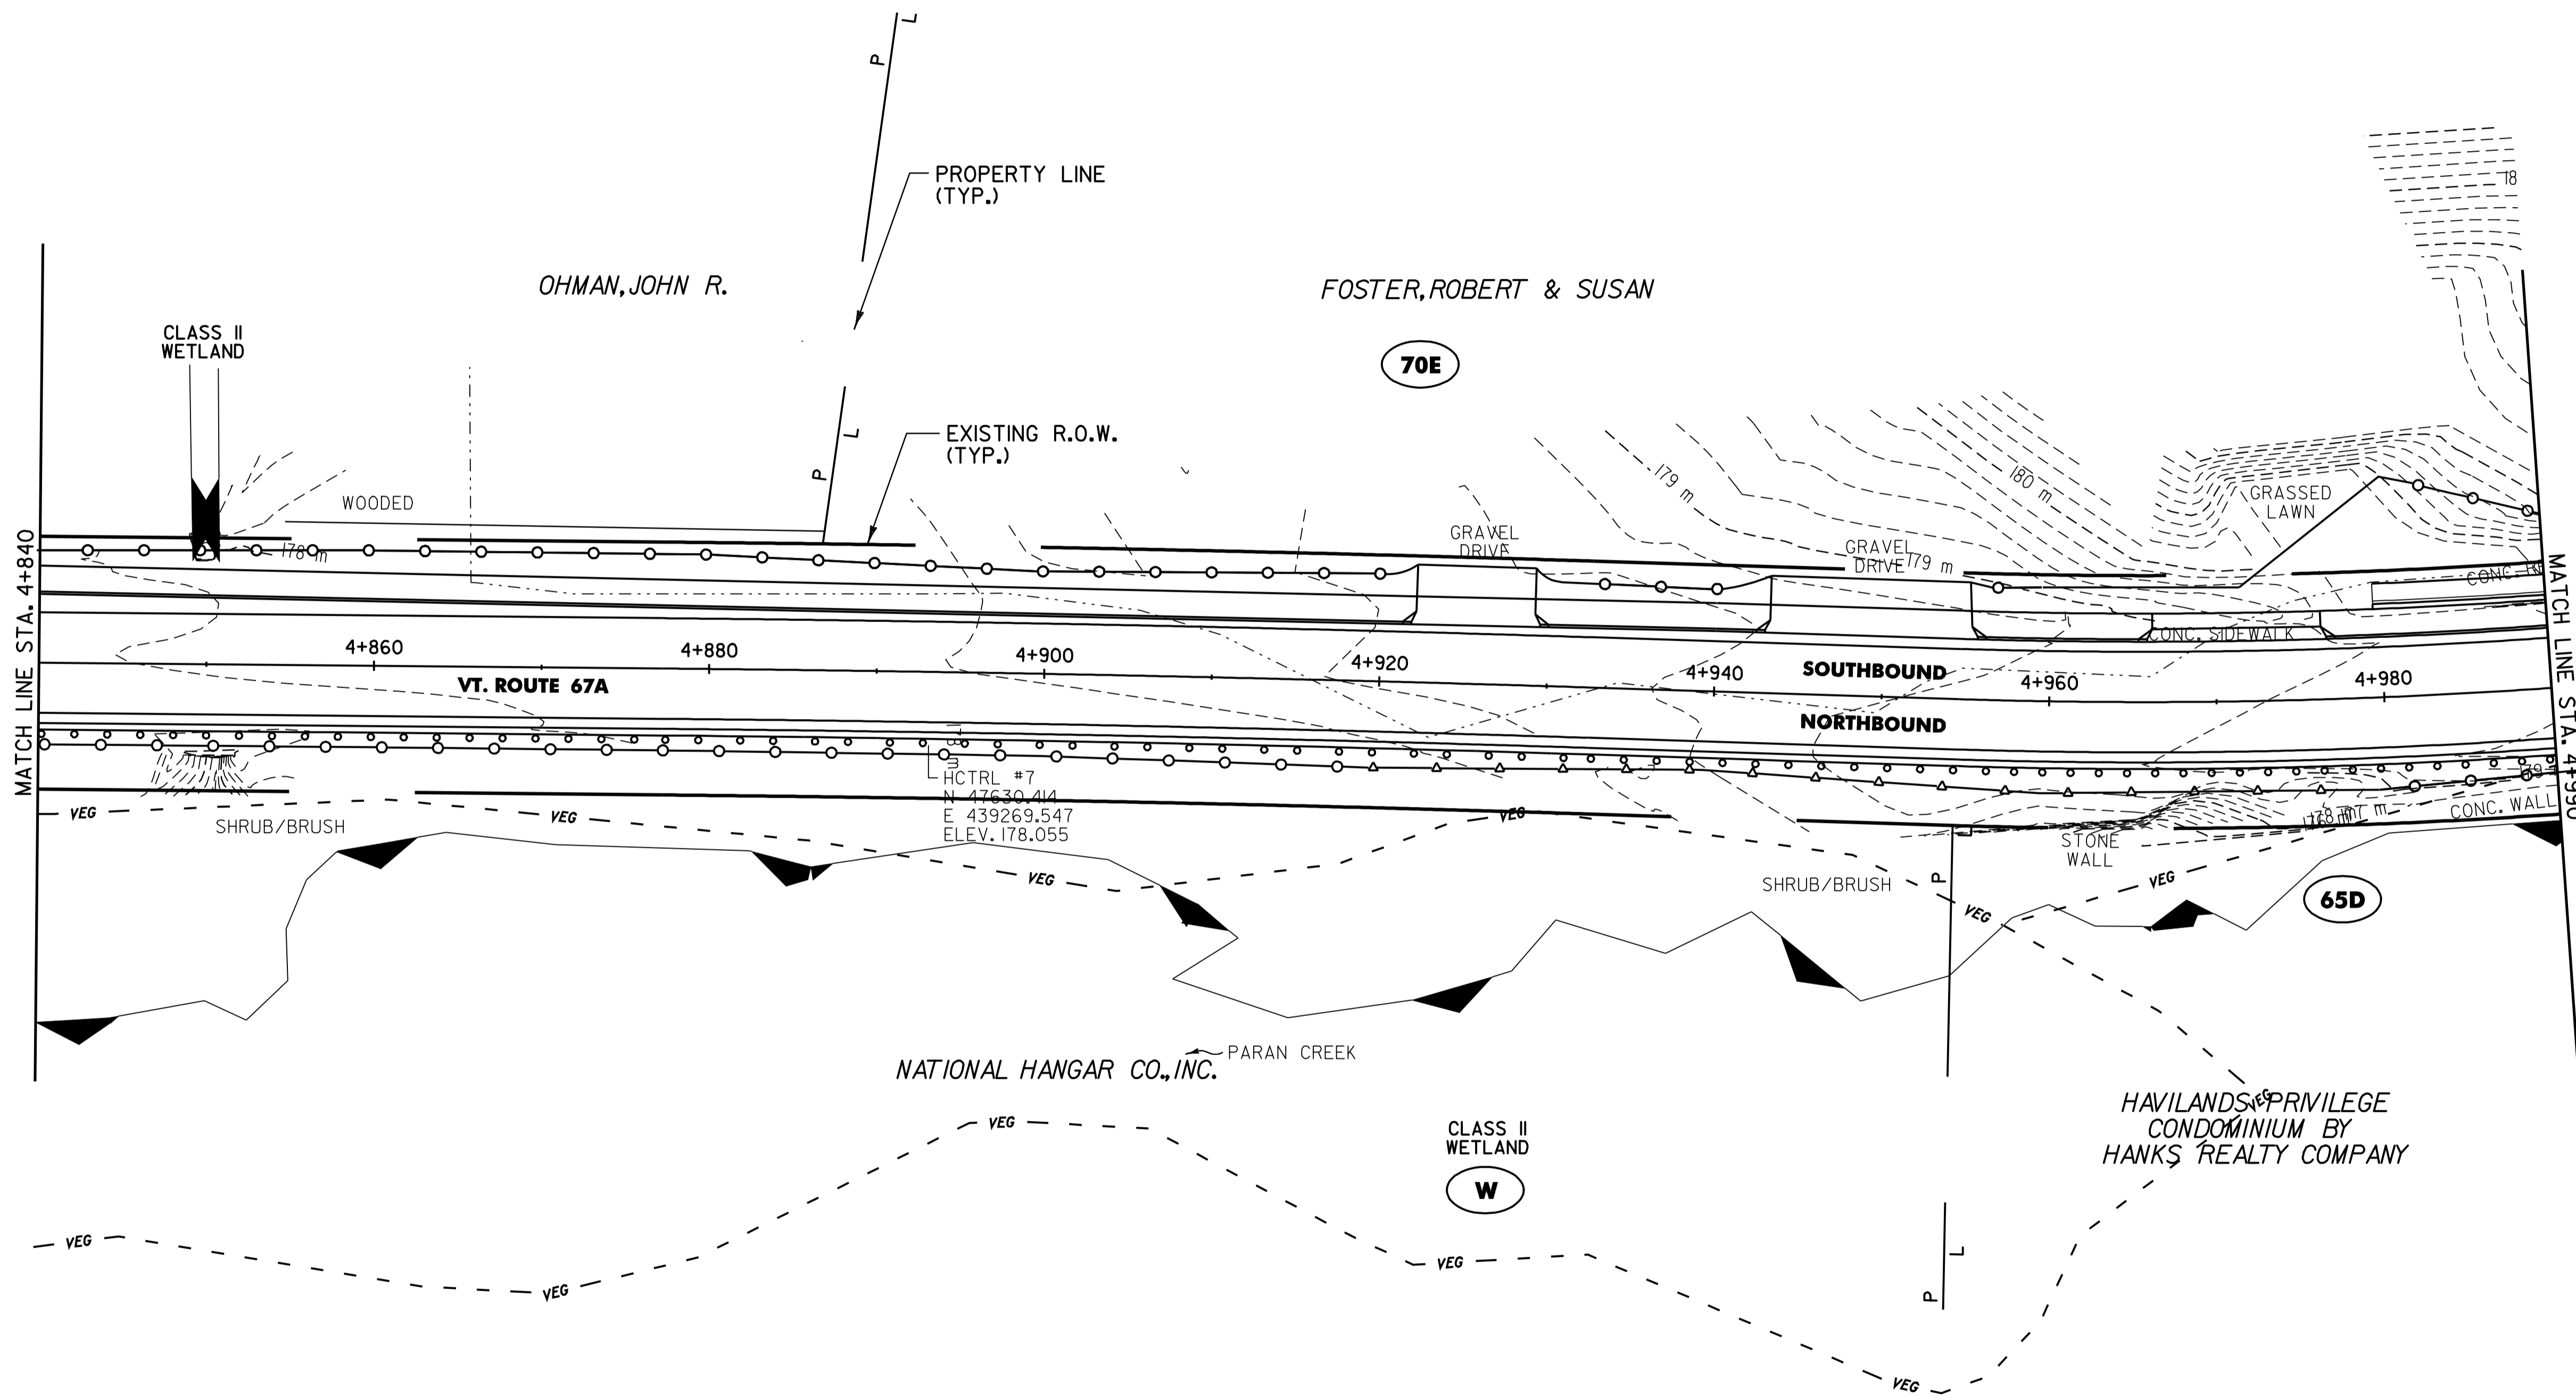 L
P
PROPERTY LINE
(TYP.)
18
OHMAN, JOHN R.
FOSTER, ROBERT & SUSAN
CLASS II
WETLAND
70E
L
P
EXISTING R.O.W.
(TYP.)
WOODED
179 m
180 m
GRASSED
LAWN
GRAVEL
DRIVE
GRAVEL
DRIVE
179 m
178 m
MATCH LINE STA. 4+840
MATCH LINE STA. 4+990
CONC. SIDEWALK
4+860
4+880
4+900
4+920
4+940
4+960
4+980
VT. ROUTE 67A
SOUTHBOUND
NORTHBOUND
HCTRL #7
N 47630.414
E 439269.547
ELEV. 178.055
VEG
VEG
VEG
SHRUB/BRUSH
CONC. WALL
STONE
WALL
VEG
VEG
SHRUB/BRUSH
P
L
VEG
65D
PARAN CREEK
NATIONAL HANGAR CO., INC.
HAVILANDS PRIVILEGE
CONDOMINIUM BY
HANKS REALTY COMPANY
VEG
VEG
CLASS II
WETLAND
W
VEG
VEG
VEG
L
P
VEG